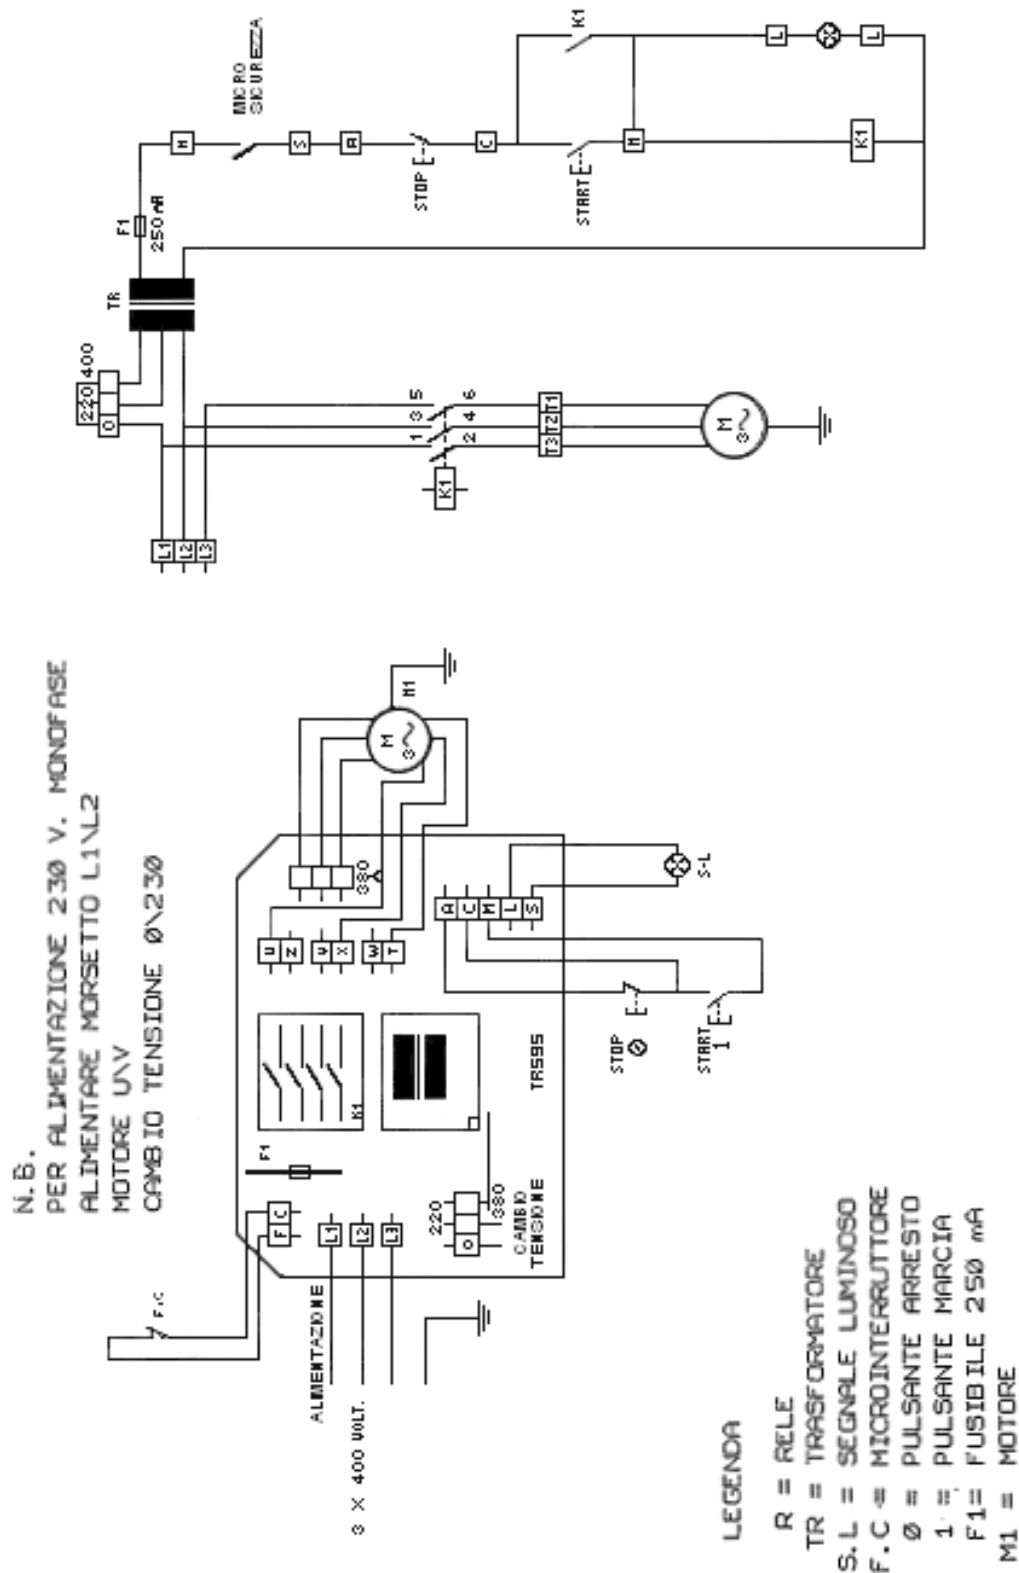 N.B.
PER ALIMENTAZIONE 230 V. MONOFASE
ALIMENTARE MORSETTO L1\L2
MOTORE U\V
CAMBIO TENSIONE Ø\230
F.C
F C
F1
ALIMENTAZIONE
3 X 400 VOLT.
L1
L2
L3
K1
220
O
380
CAMBIO
TENSIONE
TR595
U
Z
V
X
W
T
380
M
3
M1
A
C
M
L
S
S-L
STOP
Ø
START
1
LEGENDA
R = RELE
TR = TRASFORMATORE
S.L = SEGNALE LUMINOSO
F.C = MICROINTERRUTTORE
Ø = PULSANTE ARRESTO
1 = PULSANTE MARCIA
F1= FUSIBILE 250 mA
M1 = MOTORE
L1
L2
L3
220 400
O
TR
F1
250 mA
M
MICRO
SICUREZZA
S
A
STOP
C
START
M
K1
L
L
K1
K1
1 3 5
2 4 6
T3 T2 T1
M
3